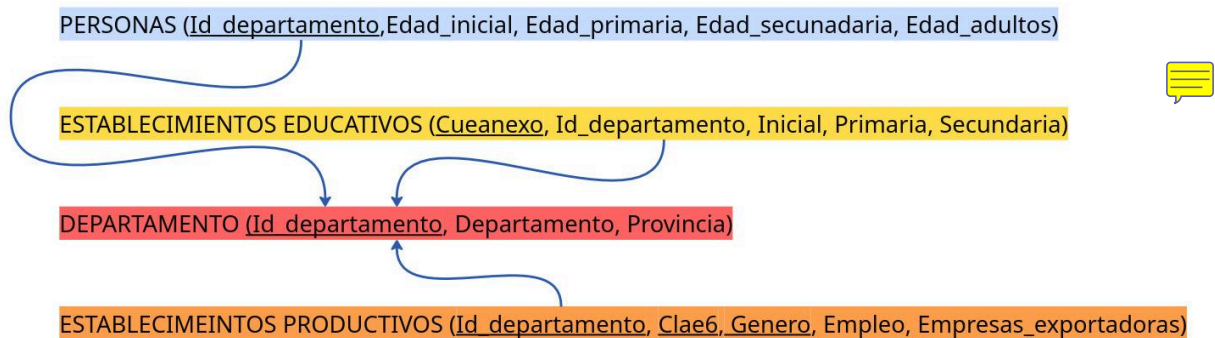 PERSONAS (Id_departamento,Edad_inicial, Edad_primaria, Edad_secunadaria, Edad_adultos)
ESTABLECIMIENTOS EDUCATIVOS (Cueanexo, Id_departamento, Inicial, Primaria, Secundaria)
DEPARTAMENTO (Id_departamento, Departamento, Provincia)
ESTABLECIMEINTOS PRODUCTIVOS (Id_departamento, Clae6, Genero, Empleo, Empresas_exportadoras)